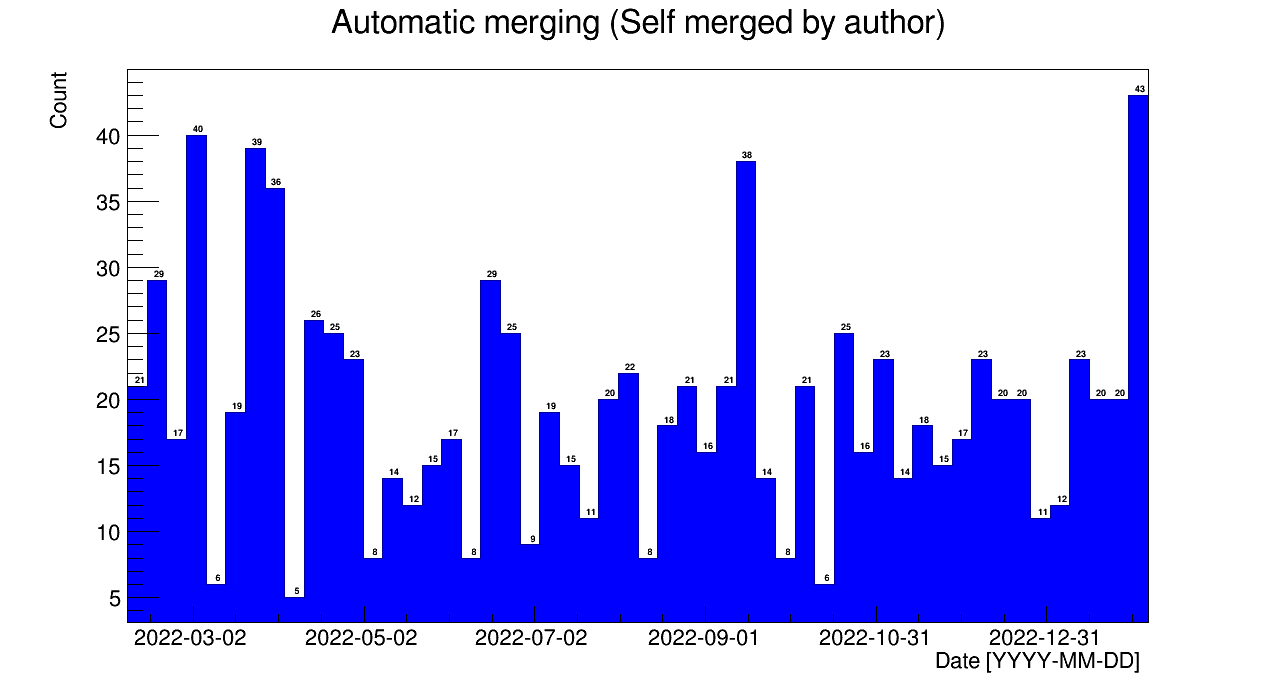 Automatic merging (Self merged by author)
Count
40
35
30
25
20
15
10
5
21 29 17 40 6 19 39 36 5 26 25 23 8 14 12 15 17 8 29 25 9 19 15 11 20 22 8 18 21 16 21 38 14 8 21 6 25 16 23 14 18 15 17 23 20 20 11 12 23 20 20 43
2022-03-02 2022-05-02 2022-07-02 2022-09-01 2022-10-31 2022-12-31
Date [YYYY-MM-DD]